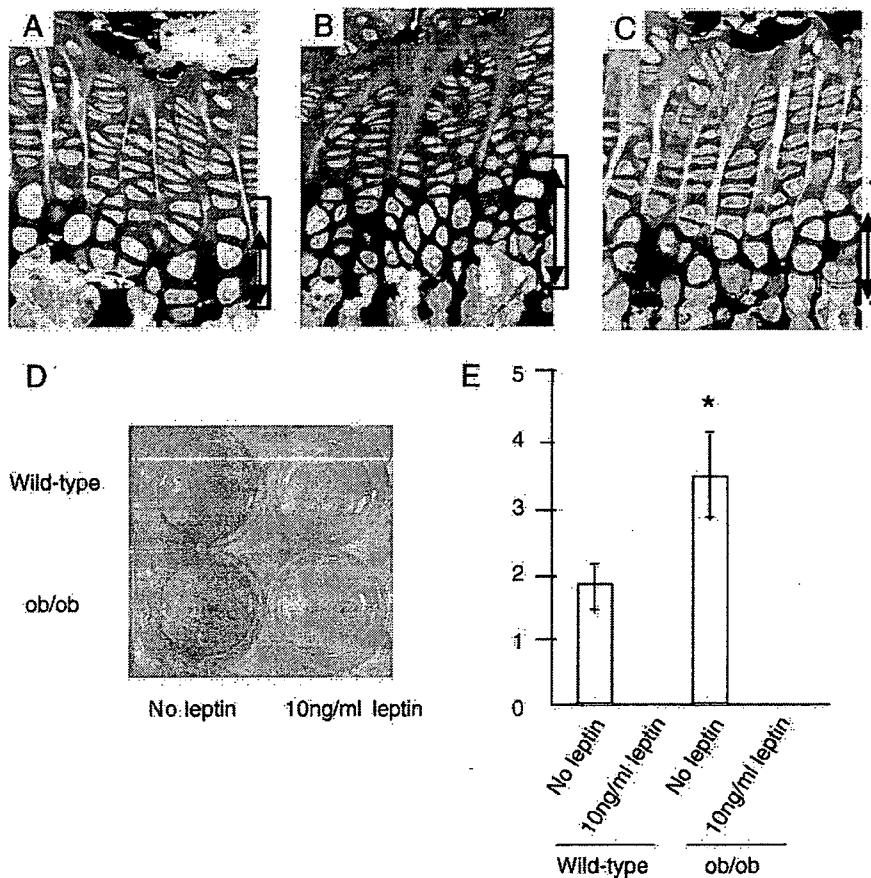 A
B
C
D
E
Wild-type
ob/ob
No leptin
10ng/ml leptin
5
4
3
2
1
0
*
No leptin
10ng/ml leptin
No leptin
10ng/ml leptin
Wild-type
ob/ob